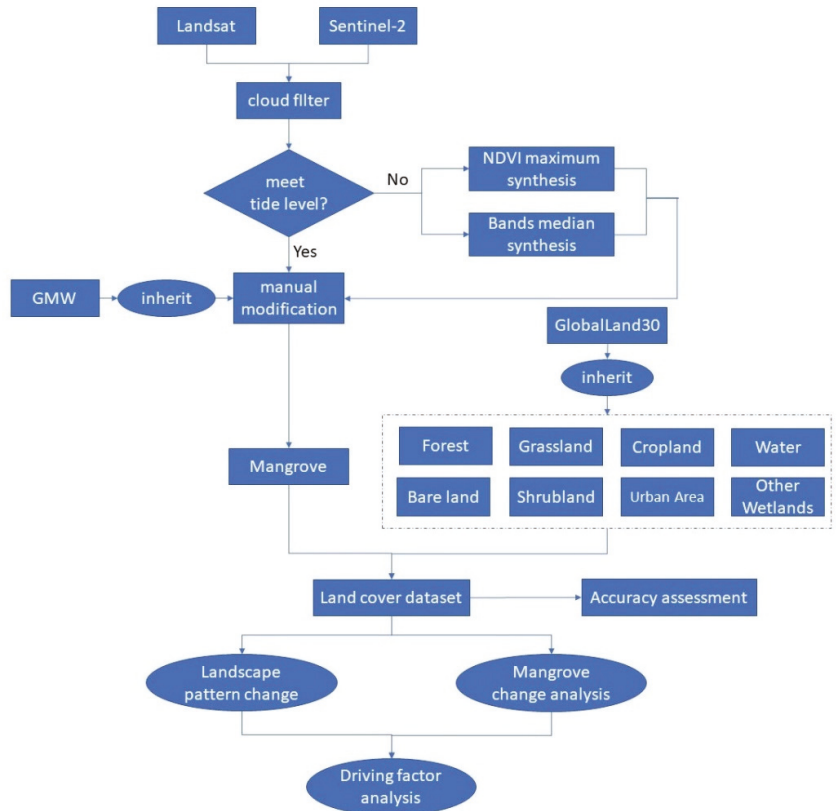 Landsat
Sentinel-2
cloud filter
meet
tide level?
No
Yes
NDVI maximum
synthesis
Bands median
synthesis
GMW
inherit
manual
modification
GlobalLand30
inherit
Forest
Grassland
Cropland
Water
Bare land
Shrubland
Urban Area
Other
Wetlands
Mangrove
Land cover dataset
Accuracy assessment
Landscape
pattern change
Mangrove
change analysis
Driving factor
analysis